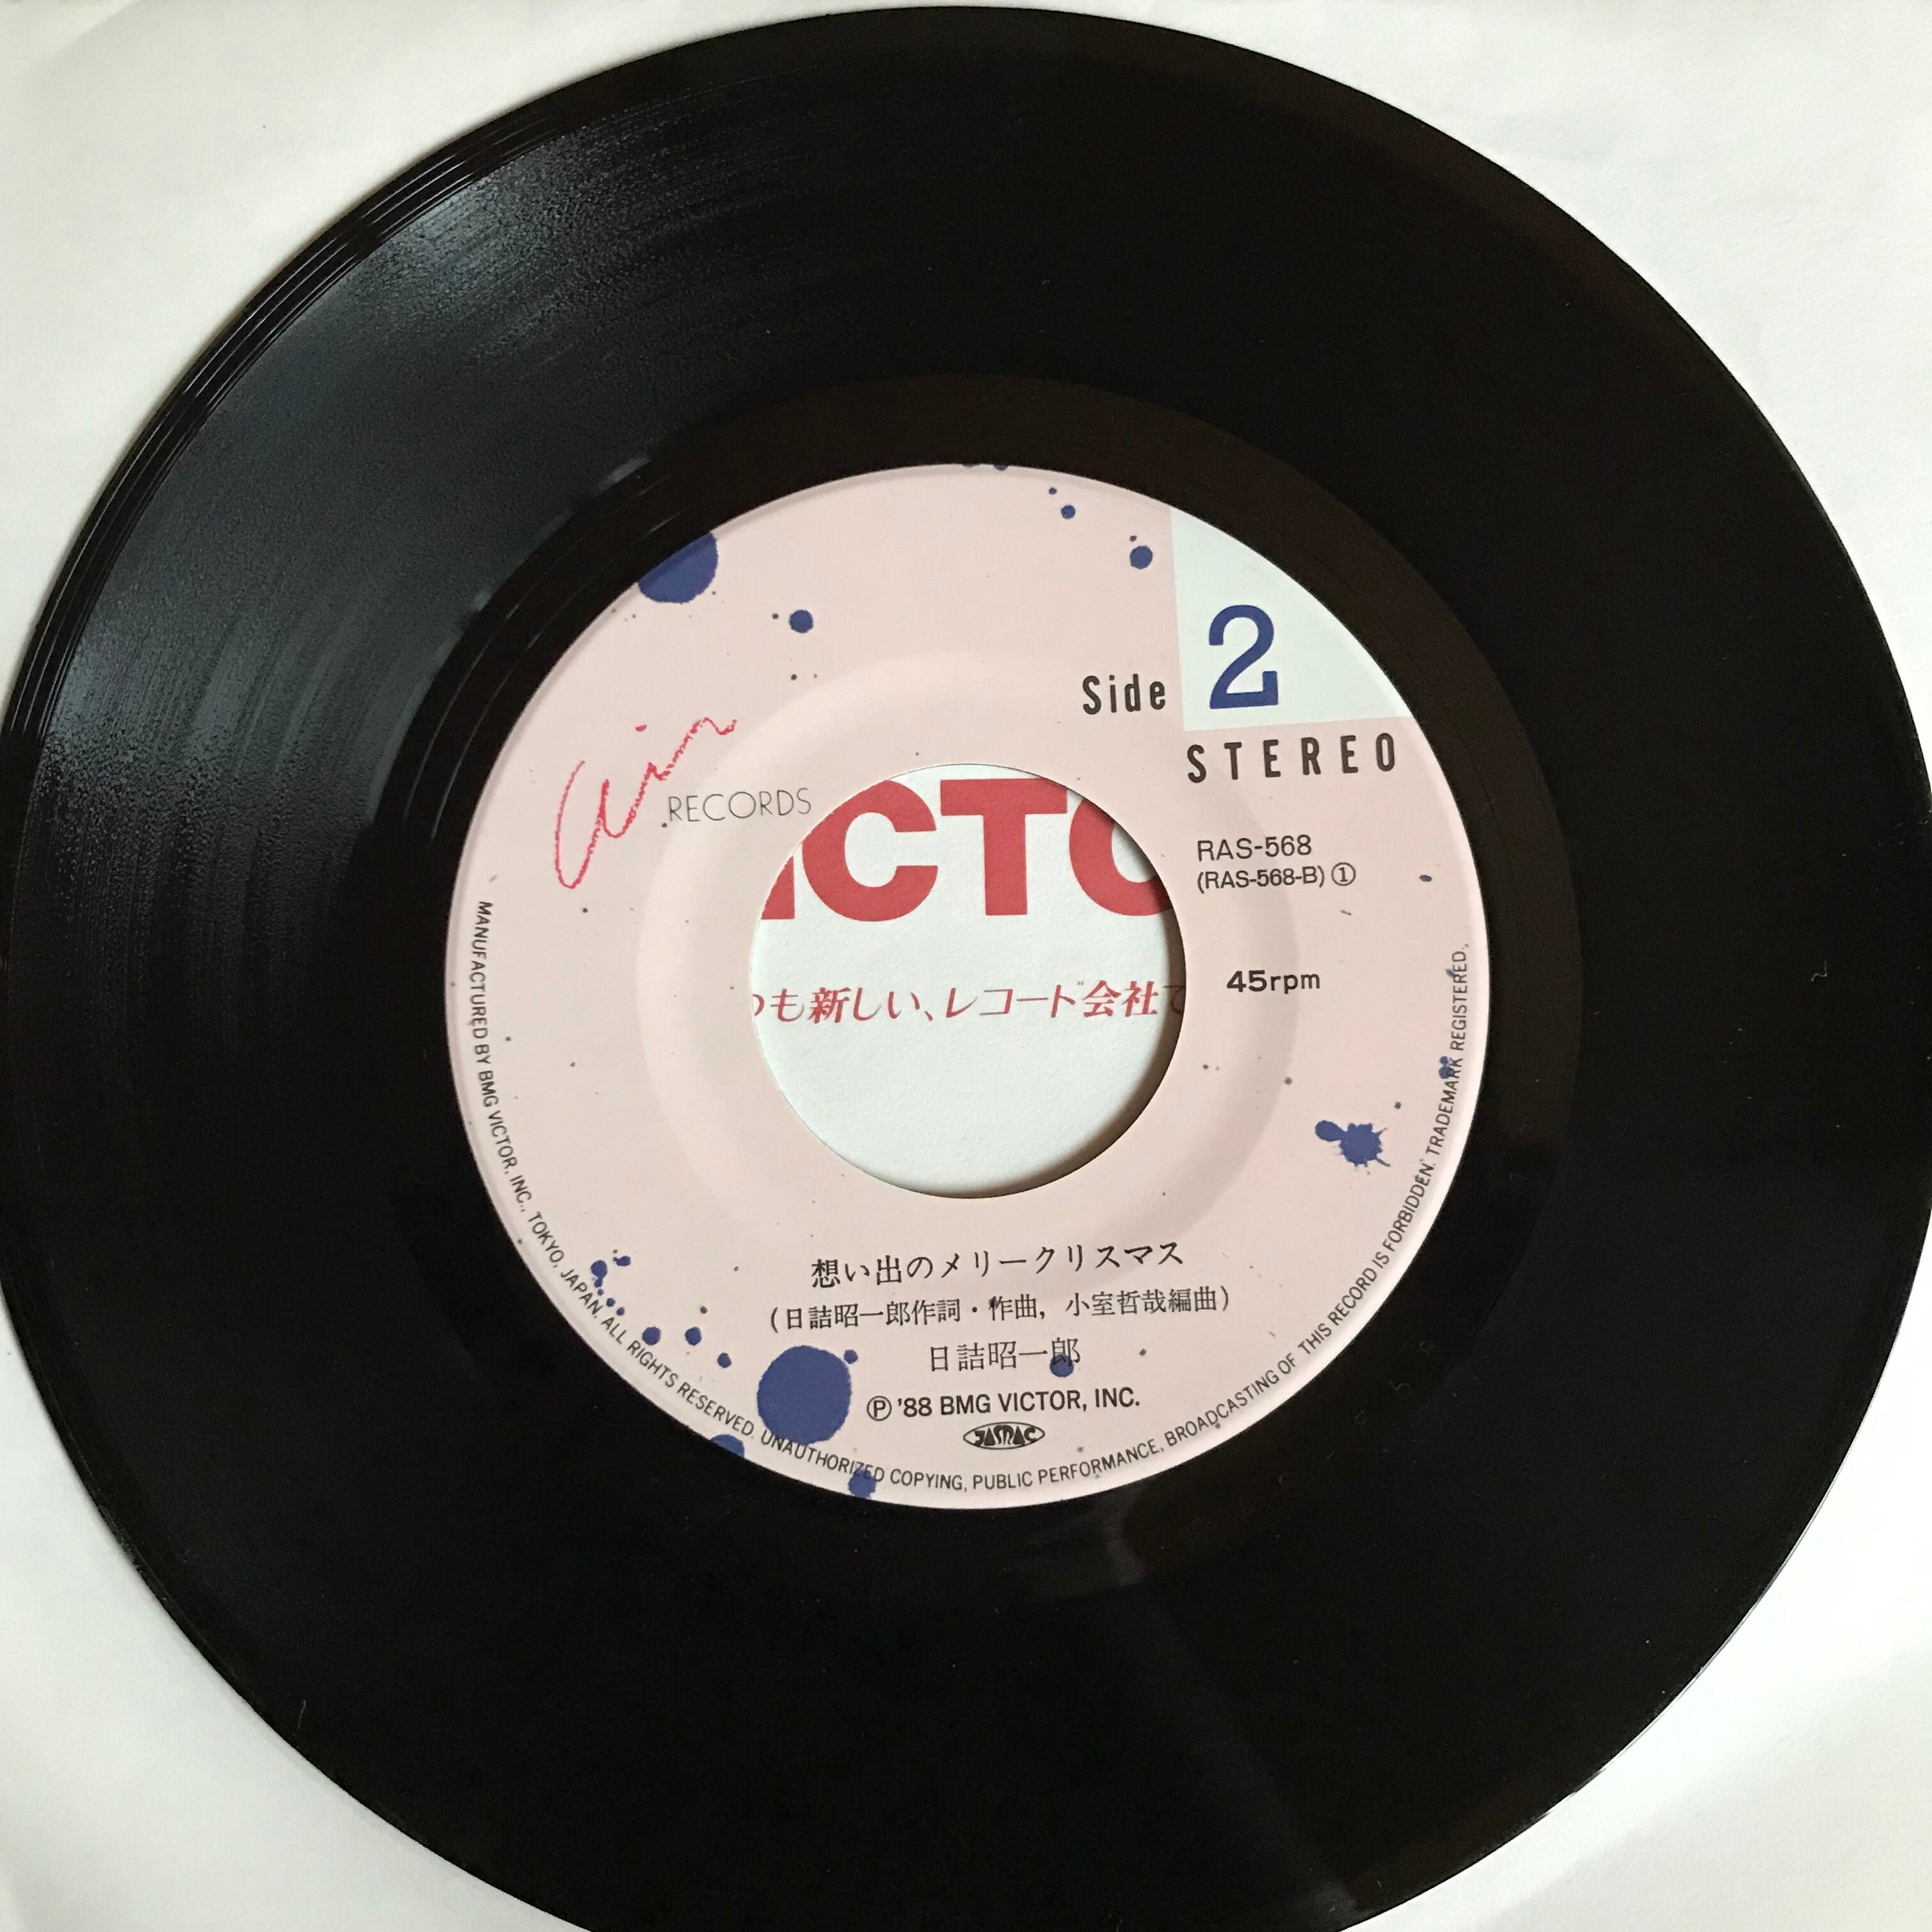 Side 2
STEREO
air
RECORDS
ICTO
RAS-568
(RAS-568-B) ①
45rpm
も新しい、レコード会社で
想い出のメリークリスマス
(日詰昭一郎作詞・作曲, 小室哲哉編曲)
日詰昭一郎
Ⓟ '88 BMG VICTOR, INC.
JASRAC
MANUFACTURED BY BMG VICTOR, INC., TOKYO, JAPAN. ALL RIGHTS RESERVED. UNAUTHORIZED COPYING, PUBLIC PERFORMANCE, BROADCASTING OF THIS RECORD IS FORBIDDEN. TRADEMARK REGISTERED.